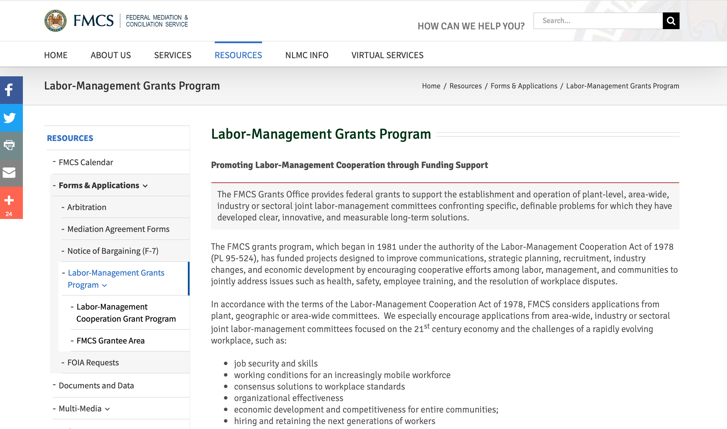 FMCS
FEDERAL MEDIATION &
CONCILIATION SERVICE
HOW CAN WE HELP YOU?
Search...
HOME
ABOUT US
SERVICES
RESOURCES
NLMC INFO
VIRTUAL SERVICES
Labor-Management Grants Program
Home / Resources / Forms & Applications / Labor-Management Grants Program
24
RESOURCES
- FMCS Calendar
- Forms & Applications
- Arbitration
- Mediation Agreement Forms
- Notice of Bargaining (F-7)
- Labor-Management Grants
Program
- Labor-Management
Cooperation Grant Program
- FMCS Grantee Area
- FOIA Requests
- Documents and Data
- Multi-Media
Labor-Management Grants Program
Promoting Labor-Management Cooperation through Funding Support
The FMCS Grants Office provides federal grants to support the establishment and operation of plant-level, area-wide,
industry or sectoral joint labor-management committees confronting specific, definable problems for which they have
developed clear, innovative, and measurable long-term solutions.
The FMCS grants program, which began in 1981 under the authority of the Labor-Management Cooperation Act of 1978
(PL 95-524), has funded projects designed to improve communications, strategic planning, recruitment, industry
changes, and economic development by encouraging cooperative efforts among labor, management, and communities to
jointly address issues such as health, safety, employee training, and the resolution of workplace disputes.
In accordance with the terms of the Labor-Management Cooperation Act of 1978, FMCS considers applications from
plant, geographic or area-wide committees. We especially encourage applications from area-wide, industry or sectoral
joint labor-management committees focused on the 21st century economy and the challenges of a rapidly evolving
workplace, such as:
• job security and skills
• working conditions for an increasingly mobile workforce
• consensus solutions to workplace standards
• organizational effectiveness
• economic development and competitiveness for entire communities;
• hiring and retaining the next generations of workers